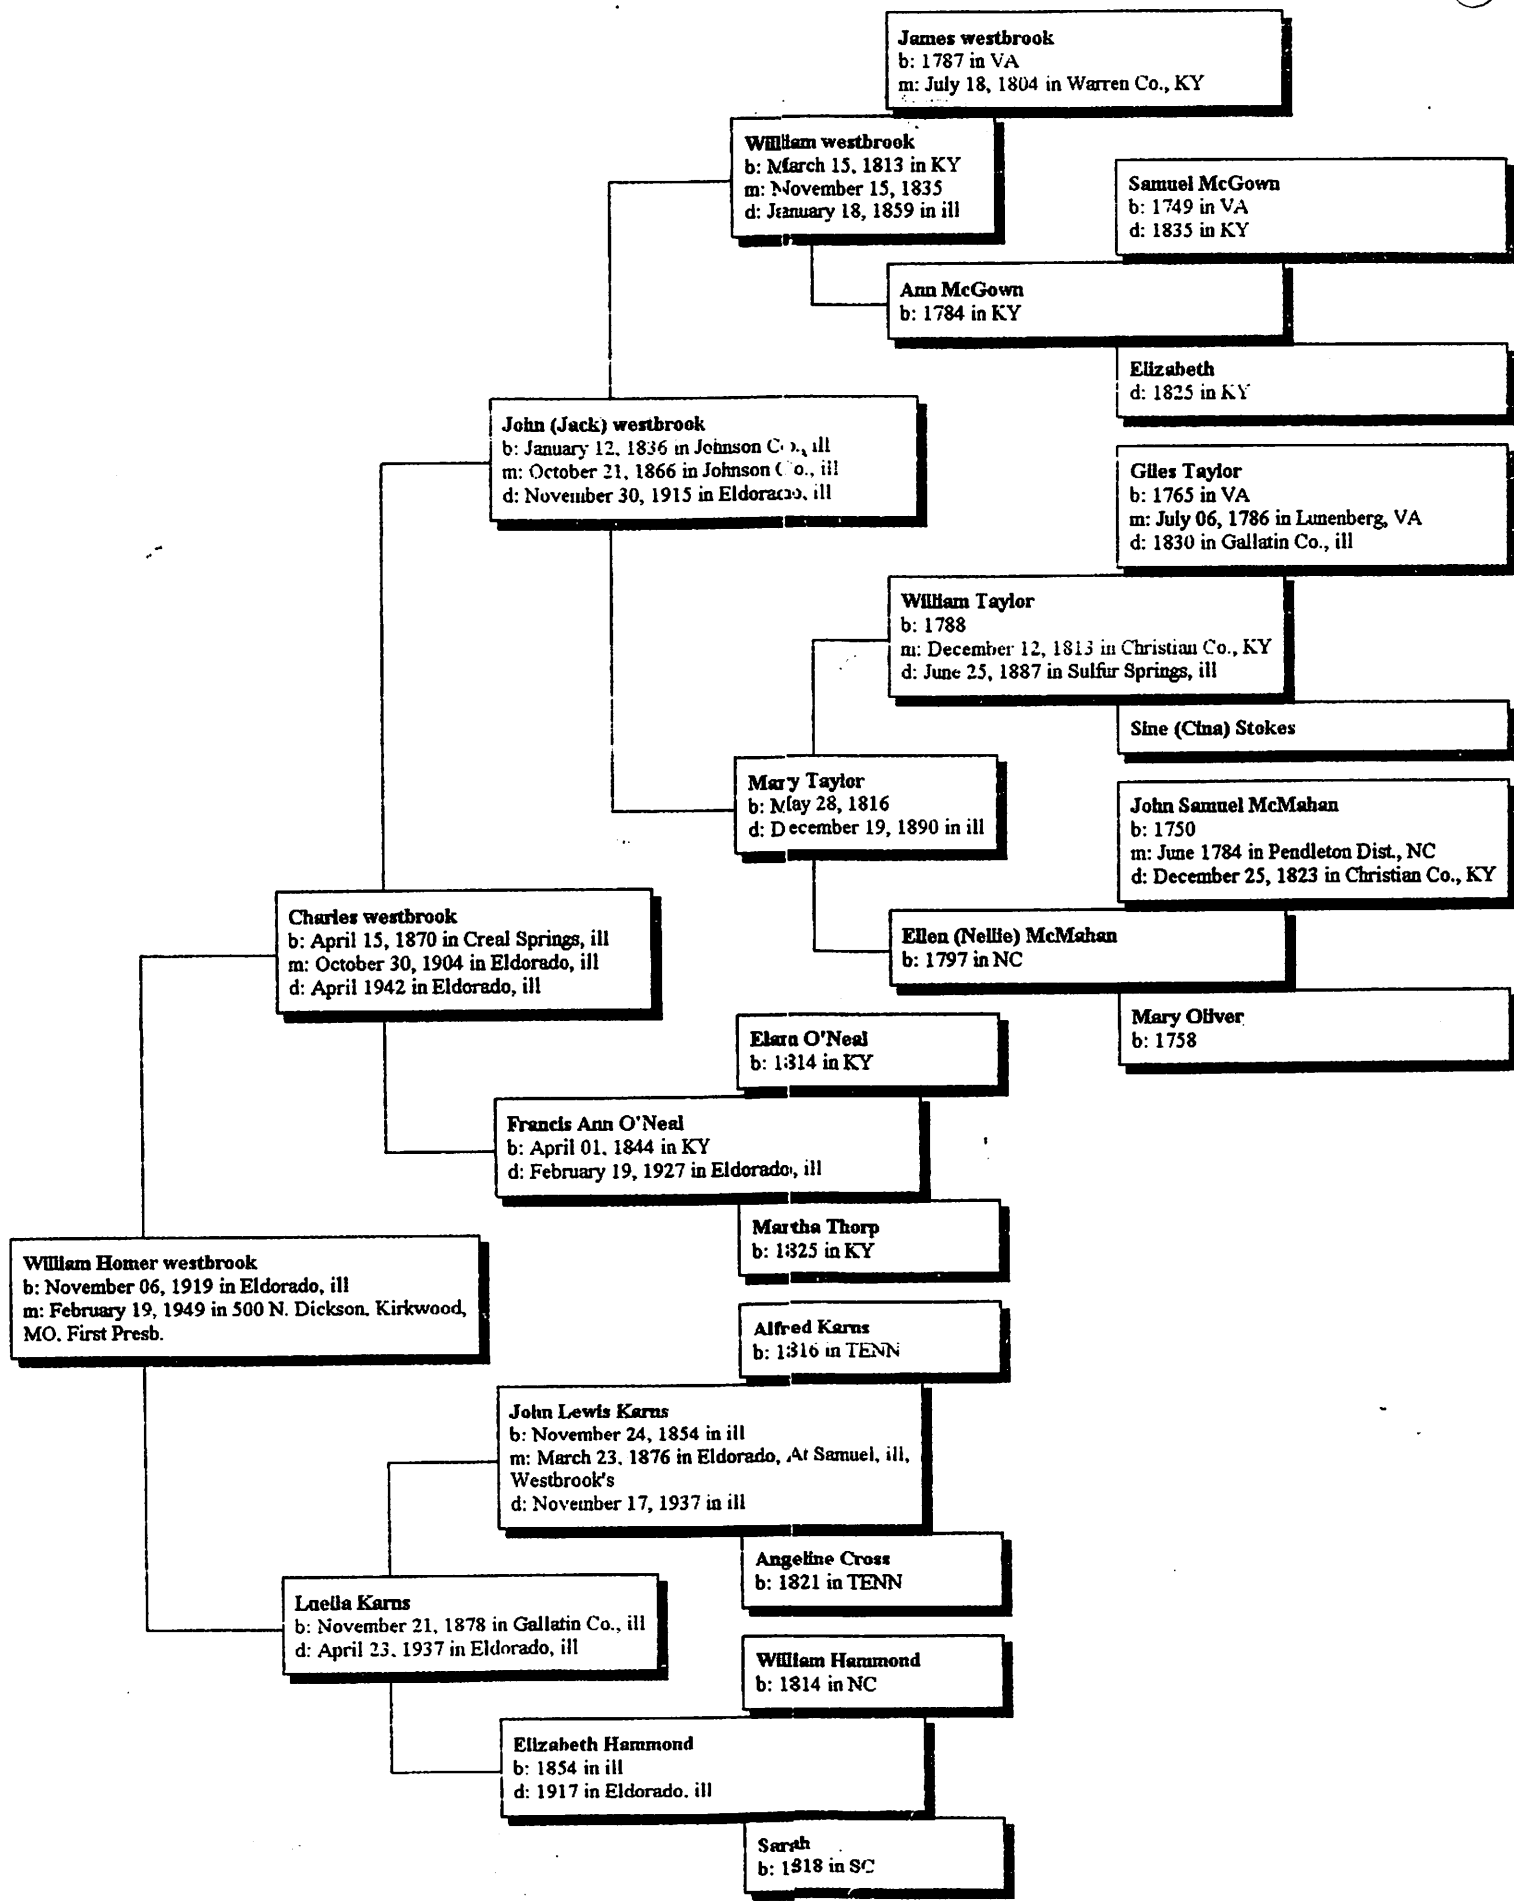 James westbrook
b: 1787 in VA
m: July 18, 1804 in Warren Co., KY
William westbrook
b: March 15, 1813 in KY
m: November 15, 1835
d: January 18, 1859 in ill
Samuel McGown
b: 1749 in VA
d: 1835 in KY
Ann McGown
b: 1784 in KY
Elizabeth
d: 1825 in KY
John (Jack) westbrook
b: January 12, 1836 in Johnson Co., ill
m: October 21, 1866 in Johnson Co., ill
d: November 30, 1915 in Eldorado, ill
Giles Taylor
b: 1765 in VA
m: July 06, 1786 in Lunenberg, VA
d: 1830 in Gallatin Co., ill
William Taylor
b: 1788
m: December 12, 1813 in Christian Co., KY
d: June 25, 1887 in Sulfur Springs, ill
Sine (Cina) Stokes
Mary Taylor
b: May 28, 1816
d: December 19, 1890 in ill
John Samuel McMahan
b: 1750
m: June 1784 in Pendleton Dist., NC
d: December 25, 1823 in Christian Co., KY
Charles westbrook
b: April 15, 1870 in Creal Springs, ill
m: October 30, 1904 in Eldorado, ill
d: April 1942 in Eldorado, ill
Ellen (Nellie) McMahan
b: 1797 in NC
Mary Oliver
b: 1758
Elam O'Neal
b: 1814 in KY
Francis Ann O'Neal
b: April 01, 1844 in KY
d: February 19, 1927 in Eldorado, ill
Martha Thorp
b: 1825 in KY
William Homer westbrook
b: November 06, 1919 in Eldorado, ill
m: February 19, 1949 in 500 N. Dickson, Kirkwood,
MO. First Presb.
Alfred Karns
b: 1816 in TENN
John Lewis Karns
b: November 24, 1854 in ill
m: March 23, 1876 in Eldorado, At Samuel, ill,
Westbrook's
d: November 17, 1937 in ill
Angeline Cross
b: 1821 in TENN
Luella Karns
b: November 21, 1878 in Gallatin Co., ill
d: April 23, 1937 in Eldorado, ill
William Hammond
b: 1814 in NC
Elizabeth Hammond
b: 1854 in ill
d: 1917 in Eldorado, ill
Sarah
b: 1818 in SC